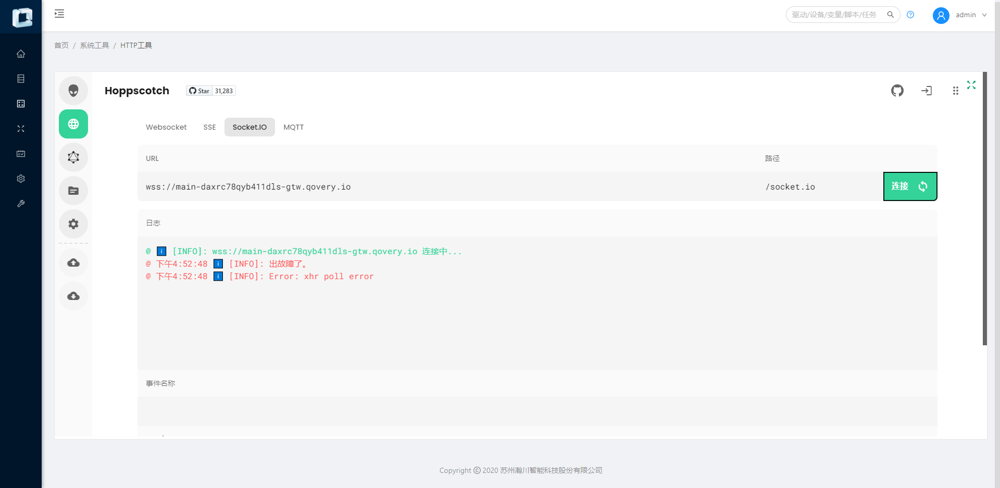 驱动/设备/变量/脚本/任务
admin
首页 / 系统工具 / HTTP工具
Hoppscotch
Star 31,283
Websocket SSE Socket.IO MQTT
URL 路径
wss://main-daxrc78qyb411dls-gtw.qovery.io /socket.io 连接
日志
@ ℹ [INFO]: wss://main-daxrc78qyb411dls-gtw.qovery.io 连接中...
@ 下午4:52:48 ℹ [INFO]: 出故障了。
@ 下午4:52:48 ℹ [INFO]: Error: xhr poll error
事件名称
Copyright © 2020 苏州瀚川智能科技股份有限公司